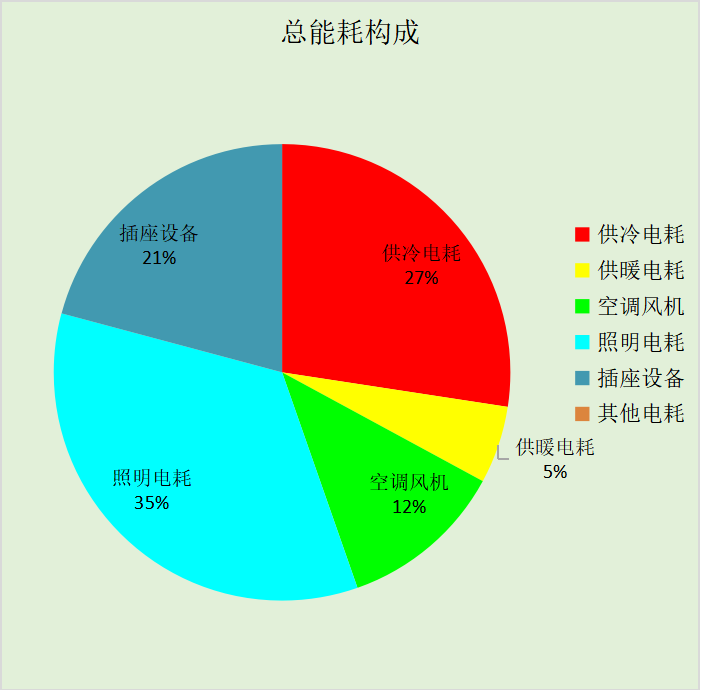 总能耗构成
插座设备
21%
供冷电耗
27%
供暖电耗
5%
空调风机
12%
照明电耗
35%
供冷电耗
供暖电耗
空调风机
照明电耗
插座设备
其他电耗